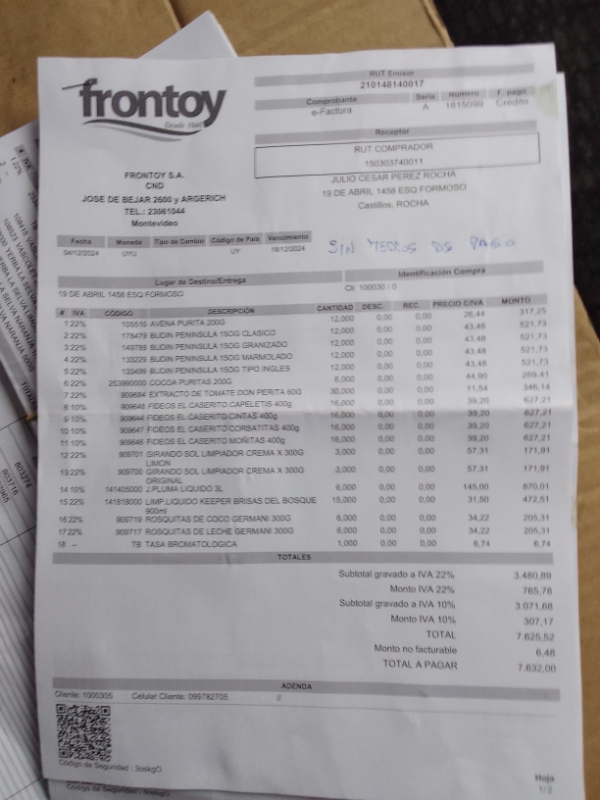 frontoy
Desde 1960
RUT Emisor
210148140017
Comprobante Serie Número F. pago
e-Factura A 1615099 Crédito
Receptor
RUT COMPRADOR
150303740011
JULIO CESAR PEREZ ROCHA
19 DE ABRIL 1458 ESQ FORMOSO
Castillos, ROCHA
FRONTOY S.A.
CND
JOSE DE BEJAR 2600 y ARGERICH
TEL.: 23061044
Montevideo
Fecha Moneda Tipo de Cambio Código de País Vencimiento
04/12/2024 UYU UY 18/12/2024
SIN MEDIOS DE PAGO
Lugar de Destino/Entrega Identificación Compra
19 DE ABRIL 1458 ESQ FORMOSO Ck 100030 / 0
# IVA CÓDIGO DESCRIPCIÓN CANTIDAD DESC. REC. PRECIO C/IVA MONTO
1 22% 105510 AVENA PURITA 200G 12,000 0,00 0,00 26,44 317,25
2 22% 178479 BUDIN PENINSULA 150G CLASICO 12,000 0,00 0,00 43,48 521,73
3 22% 149789 BUDIN PENINSULA 150G GRANIZADO 12,000 0,00 0,00 43,48 521,73
4 22% 133229 BUDIN PENINSULA 150G MARMOLADO 12,000 0,00 0,00 43,48 521,73
5 22% 133499 BUDIN PENINSULA 150G TIPO INGLES 12,000 0,00 0,00 43,48 521,73
6 22% 253960000 COCOA PURITAS 200G 6,000 0,00 0,00 44,90 269,41
7 22% 909684 EXTRACTO DE TOMATE DON PERITA 60G 30,000 0,00 0,00 11,54 346,14
8 10% 909646 FIDEOS EL CASERITO CAPELETIS 400g 16,000 0,00 0,00 39,20 627,21
9 10% 909644 FIDEOS EL CASERITO CINTAS 400g 16,000 0,00 0,00 39,20 627,21
10 10% 909647 FIDEOS EL CASERITO CORBATITAS 400g 16,000 0,00 0,00 39,20 627,21
11 10% 909645 FIDEOS EL CASERITO MOÑITAS 400g 16,000 0,00 0,00 39,20 627,21
12 22% 909701 GIRANDO SOL LIMPIADOR CREMA X 300G 3,000 0,00 0,00 57,31 171,91
LIMON
13 22% 909700 GIRANDO SOL LIMPIADOR CREMA X 300G 3,000 0,00 0,00 57,31 171,91
ORIGINAL
14 10% 141405000 J.PLUMA LIQUIDO 3L 6,000 0,00 0,00 145,00 870,01
15 22% 141818000 LIMP.LIQUIDO KEEPER BRISAS DEL BOSQUE 15,000 0,00 0,00 31,50 472,51
900ml
16 22% 909719 ROSQUITAS DE COCO GERMANI 300G 6,000 0,00 0,00 34,22 205,31
17 22% 909717 ROSQUITAS DE LECHE GERMANI 300G 6,000 0,00 0,00 34,22 205,31
18 -- TB TASA BROMATOLOGICA 1,000 0,00 0,00 6,74 6,74
TOTALES
Subtotal gravado a IVA 22% 3.480,89
Monto IVA 22% 765,78
Subtotal gravado a IVA 10% 3.071,68
Monto IVA 10% 307,17
TOTAL 7.625,52
Monto no facturable 6,48
TOTAL A PAGAR 7.632,00
ADENDA
Cliente: 1000305 Celular Cliente: 099782705 //
Código de Seguridad : 3oskgO
Código de Seguridad : 3oskgO
Hoja
1/2